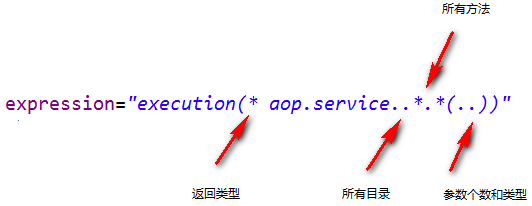 所有方法
expression="execution(* aop.service..*.*(..))"
返回类型
所有目录
参数个数和类型